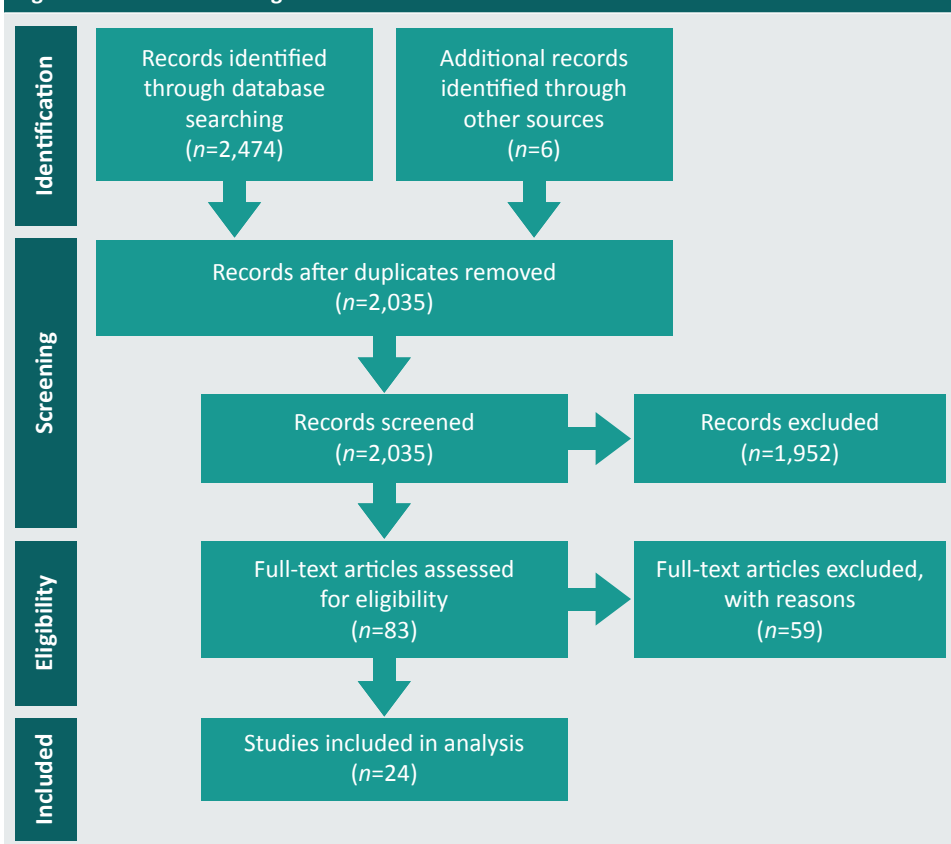 Identification
Records identified
through database
searching
(n=2,474)
Additional records
identified through
other sources
(n=6)
Screening
Records after duplicates removed
(n=2,035)
Records screened
(n=2,035)
Records excluded
(n=1,952)
Eligibility
Full-text articles assessed
for eligibility
(n=83)
Full-text articles excluded,
with reasons
(n=59)
Included
Studies included in analysis
(n=24)